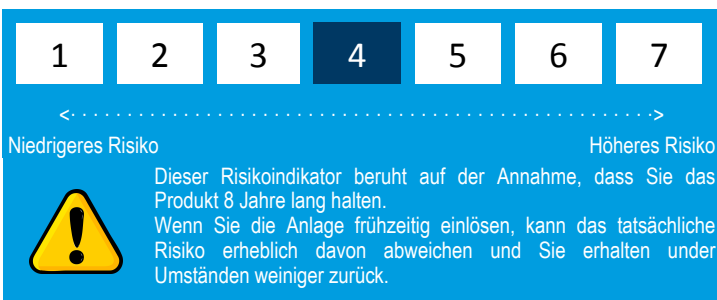 1 2 3 4 5 6 7
<· · · · · · · · · · · · · · · · · · · · · · · · · · · · · · · · · · · · · · · · · · · · · · · · · · · ·>
Niedrigeres Risiko Höheres Risiko
Dieser Risikoindikator beruht auf der Annahme, dass Sie das
Produkt 8 Jahre lang halten.
Wenn Sie die Anlage frühzeitig einlösen, kann das tatsächliche
Risiko erheblich davon abweichen und Sie erhalten under
Umständen weiniger zurück.